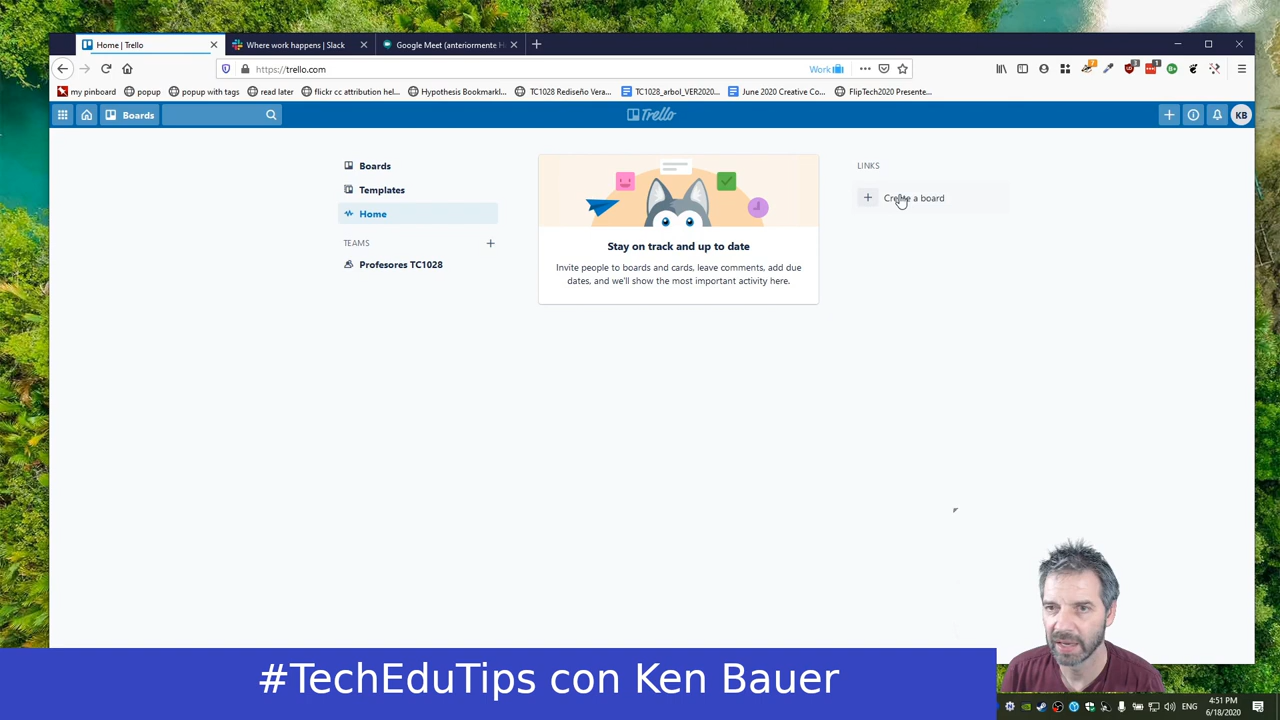 Home | Trello
Where work happens | Slack
Google Meet (anteriormente H
https://trello.com
Work
my pinboard
popup
popup with tags
read later
flickr cc attribution hel...
Hypothesis Bookmarkl...
TC1028 Rediseño Vera...
TC1028_arbol_VER2020...
June 2020 Creative Co...
FlipTech2020 Presente...
Boards
Trello
KB
Boards
Templates
Home
TEAMS
Profesores TC1028
Stay on track and up to date
Invite people to boards and cards, leave comments, add due
dates, and we'll show the most important activity here.
LINKS
Create a board
#TechEduTips con Ken Bauer
ENG
4:51 PM
6/18/2020